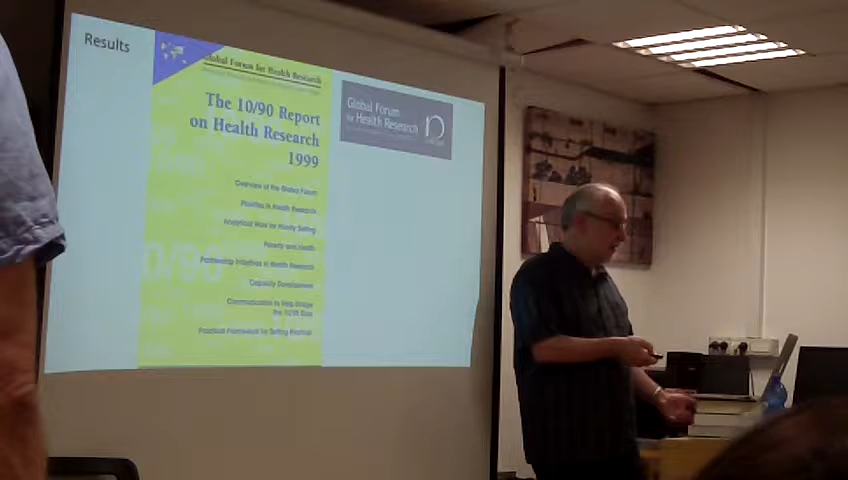 Results
Global Forum for Health Research
The 10/90 Report
on Health Research
1999
Global Forum
for Health Research
Overview of the Global Forum
Priorities in Health Research
Analytical Work for Priority Setting
Poverty and Health
Partnership Initiatives in Health Research
Capacity Development
Communication to Help Bridge
the 10/90 Gap
Practical Framework for Setting Priorities
0/90